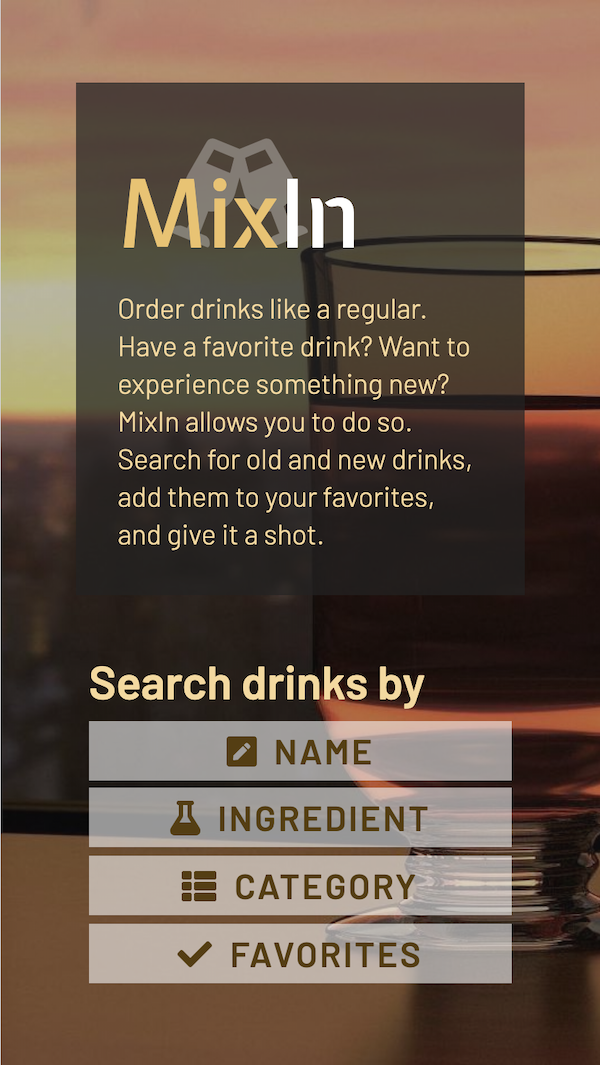 MixIn
Order drinks like a regular.
Have a favorite drink? Want to
experience something new?
MixIn allows you to do so.
Search for old and new drinks,
add them to your favorites,
and give it a shot.
Search drinks by
NAME
INGREDIENT
CATEGORY
FAVORITES